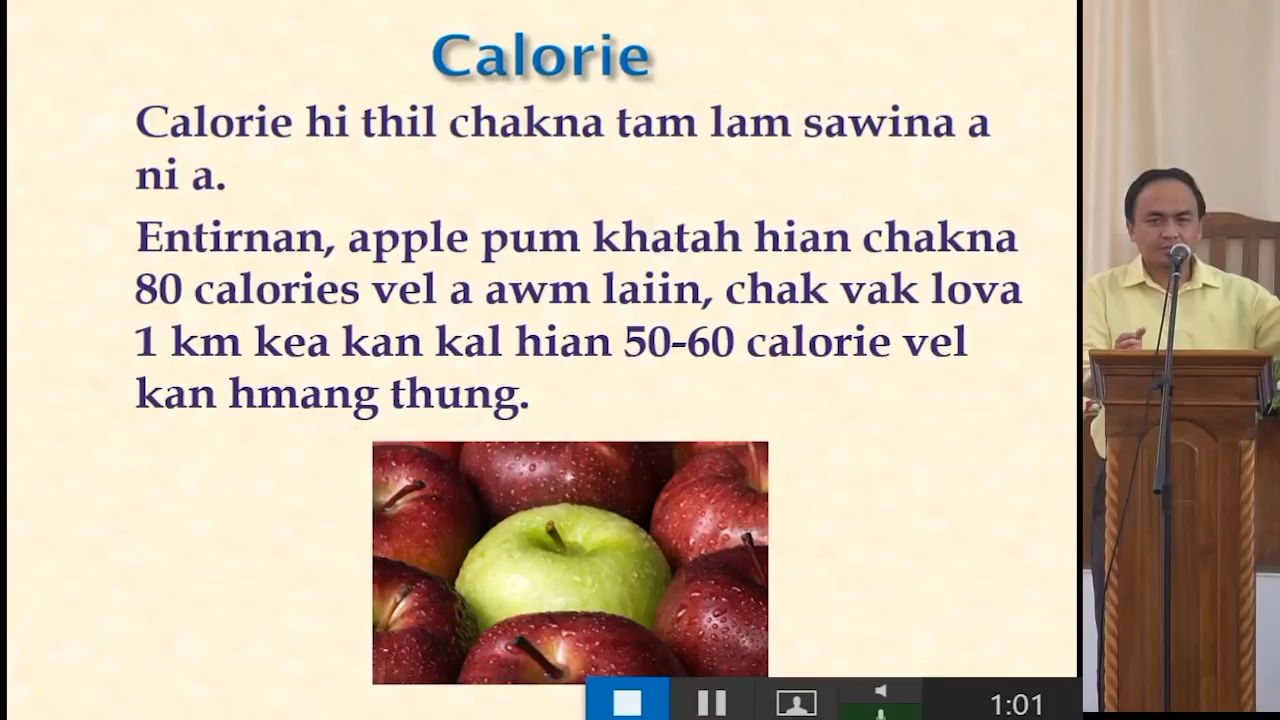 Calorie
Calorie hi thil chakna tam lam sawina a
ni a.
Entirnan, apple pum khatah hian chakna
80 calories vel a awm laiin, chak vak lova
1 km kea kan kal hian 50-60 calorie vel
kan hmang thung.
1:01